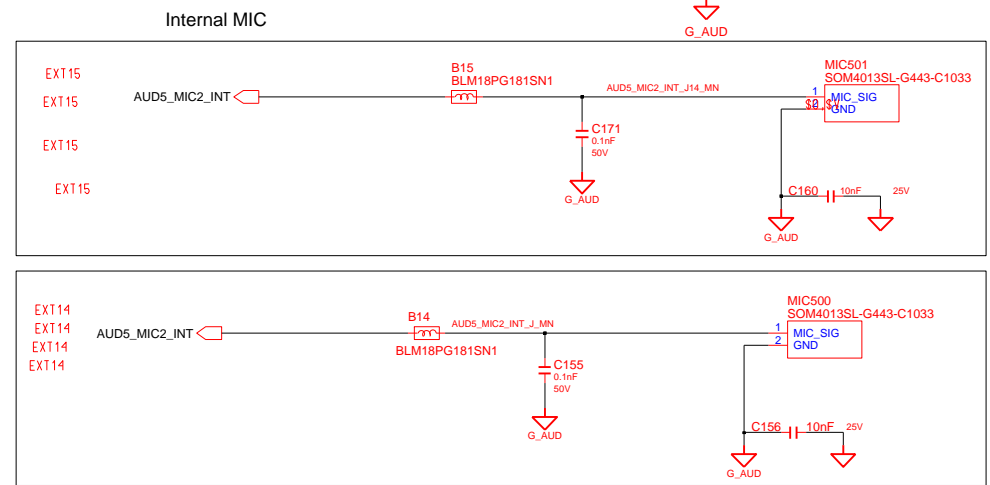 G_AUD
Internal MIC
EXT15
EXT15
EXT15
EXT15
AUD5_MIC2_INT
B15
BLM18PG181SN1
AUD5_MIC2_INT_J14_MN
C171
0.1nF
50V
G_AUD
MIC501
SOM4013SL-G443-C1033
1 MIC_SIG
2 GND
C160 10nF 25V
G_AUD
EXT14
EXT14
EXT14
EXT14
AUD5_MIC2_INT
B14
BLM18PG181SN1
AUD5_MIC2_INT_J_MN
C155
0.1nF
50V
G_AUD
MIC500
SOM4013SL-G443-C1033
1 MIC_SIG
2 GND
C156 10nF 25V
G_AUD